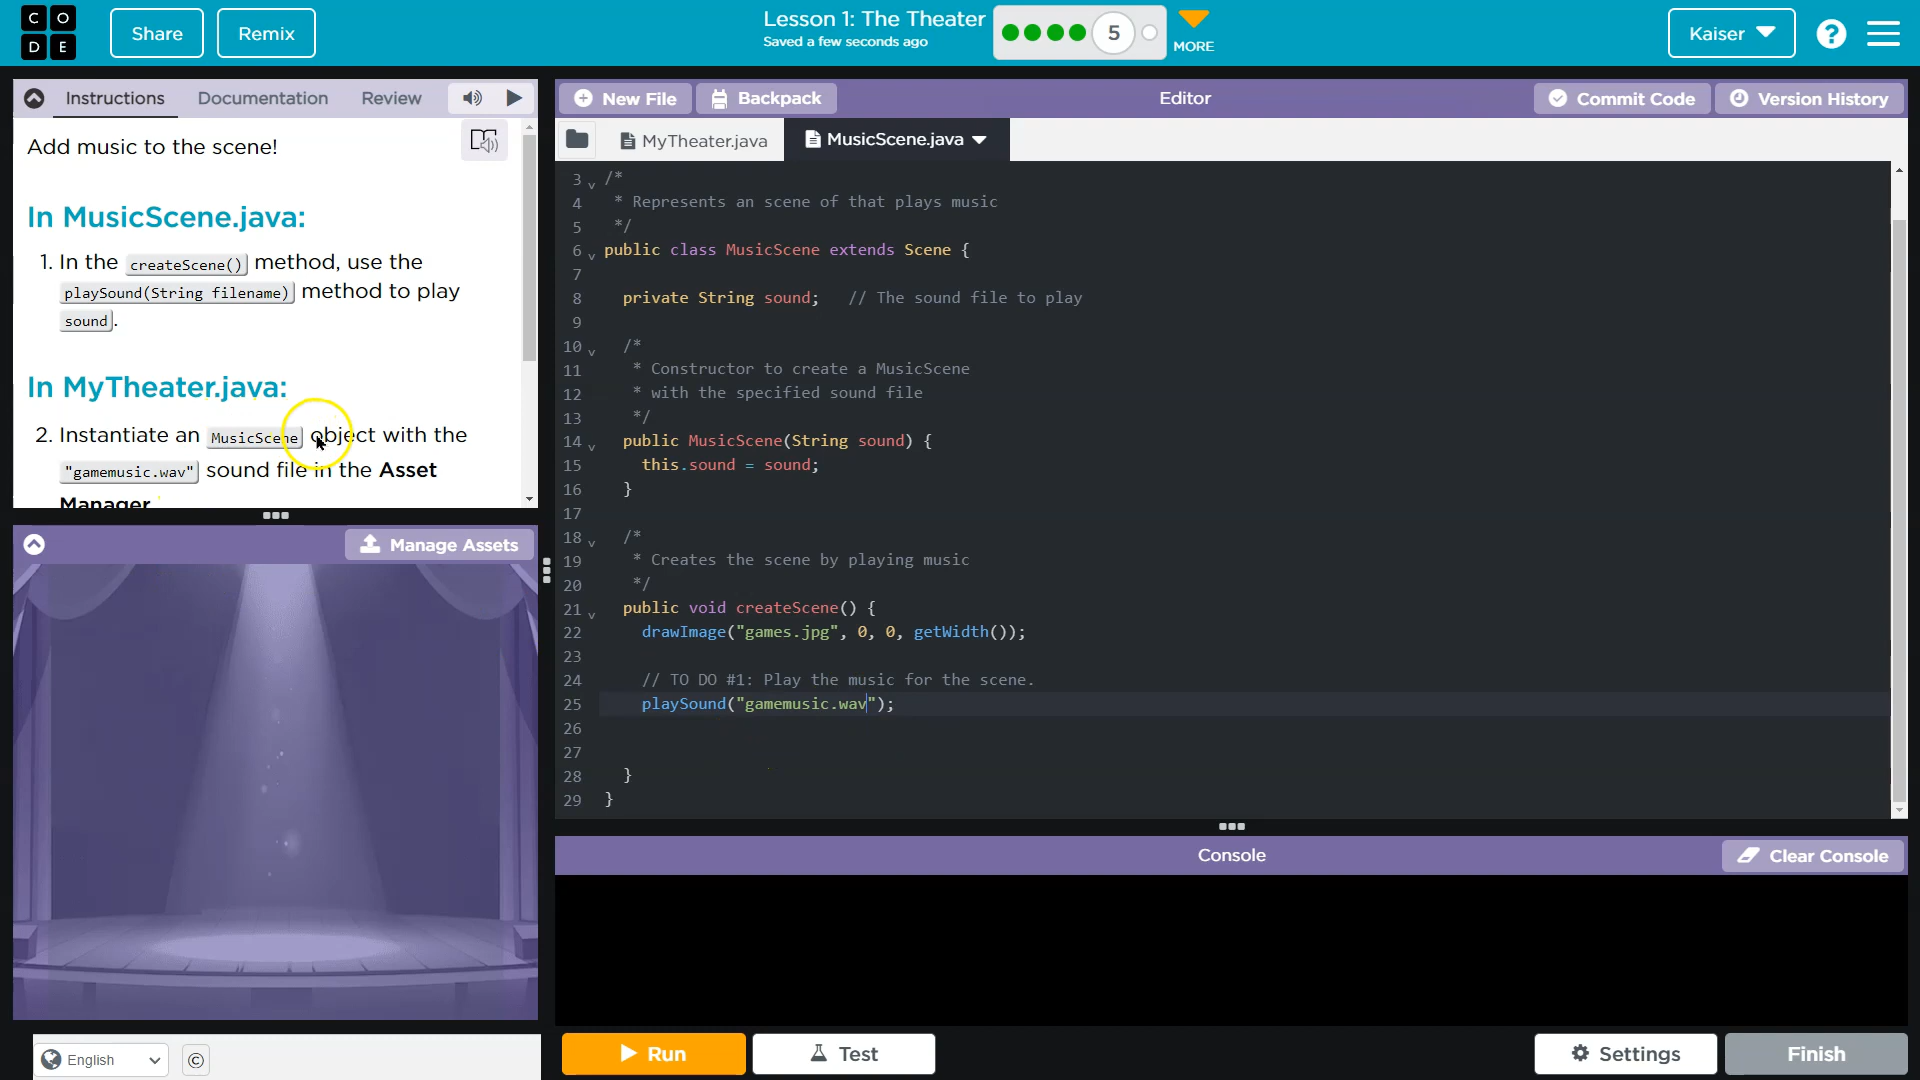 C O
D E
Share
Remix
Lesson 1: The Theater
Saved a few seconds ago
5
MORE
Kaiser
?
Instructions
Documentation
Review
Add music to the scene!
In MusicScene.java:
1. In the createScene() method, use the
playSound(String filename) method to play
sound.
In MyTheater.java:
2. Instantiate an MusicScene object with the
"gamemusic.wav" sound file in the Asset
Manager
Manage Assets
English
©
New File
Backpack
Editor
Commit Code
Version History
MyTheater.java
MusicScene.java
3 /*
4 * Represents an scene of that plays music
5 */
6 public class MusicScene extends Scene {
7
8 private String sound; // The sound file to play
9
10 /*
11 * Constructor to create a MusicScene
12 * with the specified sound file
13 */
14 public MusicScene(String sound) {
15 this.sound = sound;
16 }
17
18 /*
19 * Creates the scene by playing music
20 */
21 public void createScene() {
22 drawImage("games.jpg", 0, 0, getWidth());
23
24 // TO DO #1: Play the music for the scene.
25 playSound("gamemusic.wav");
26
27
28 }
29 }
Console
Clear Console
Run
Test
Settings
Finish